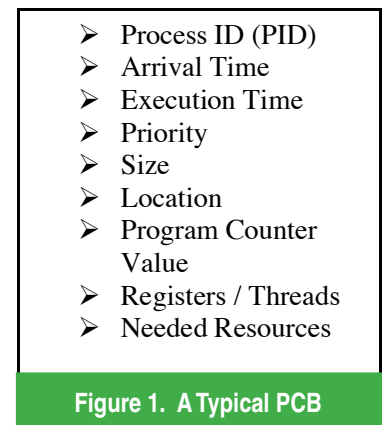 ➢ Process ID (PID)
➢ Arrival Time
➢ Execution Time
➢ Priority
➢ Size
➢ Location
➢ Program Counter
Value
➢ Registers / Threads
➢ Needed Resources
Figure 1. A Typical PCB